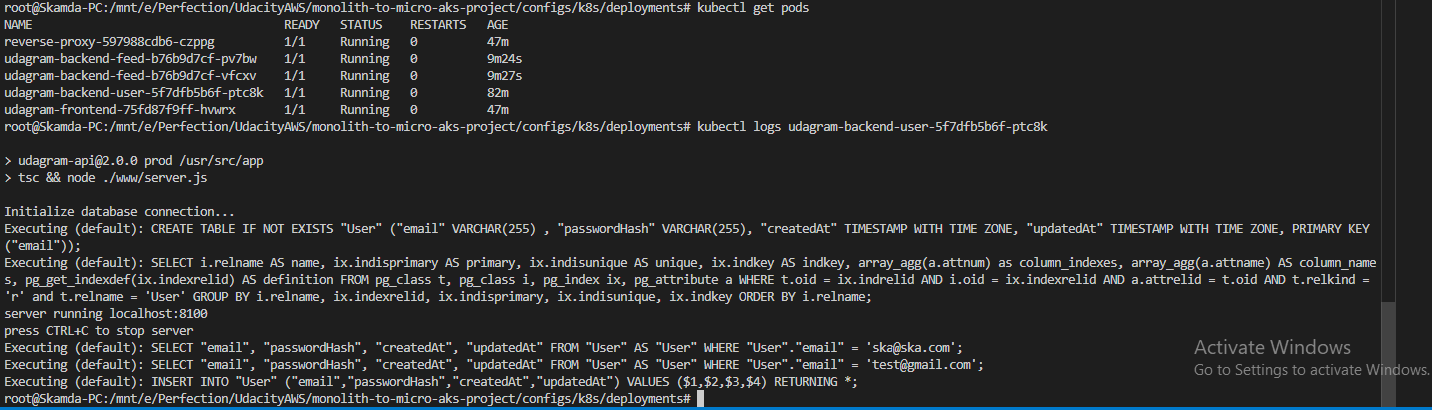 root@Skamda-PC:/mnt/e/Perfection/UdacityAWS/monolith-to-micro-aks-project/configs/k8s/deployments# kubectl get pods
NAME READY STATUS RESTARTS AGE
reverse-proxy-597988cdb6-czppg 1/1 Running 0 47m
udagram-backend-feed-b76b9d7cf-pv7bw 1/1 Running 0 9m24s
udagram-backend-feed-b76b9d7cf-vfcxv 1/1 Running 0 9m27s
udagram-backend-user-5f7dfb5b6f-ptc8k 1/1 Running 0 82m
udagram-frontend-75fd87f9ff-hvwrx 1/1 Running 0 47m
root@Skamda-PC:/mnt/e/Perfection/UdacityAWS/monolith-to-micro-aks-project/configs/k8s/deployments# kubectl logs udagram-backend-user-5f7dfb5b6f-ptc8k
> udagram-api@2.0.0 prod /usr/src/app
> tsc && node ./www/server.js
Initialize database connection...
Executing (default): CREATE TABLE IF NOT EXISTS "User" ("email" VARCHAR(255) , "passwordHash" VARCHAR(255), "createdAt" TIMESTAMP WITH TIME ZONE, "updatedAt" TIMESTAMP WITH TIME ZONE, PRIMARY KEY
("email"));
Executing (default): SELECT i.relname AS name, ix.indisprimary AS primary, ix.indisunique AS unique, ix.indkey AS indkey, array_agg(a.attnum) as column_indexes, array_agg(a.attname) AS column_name
s, pg_get_indexdef(ix.indexrelid) AS definition FROM pg_class t, pg_class i, pg_index ix, pg_attribute a WHERE t.oid = ix.indrelid AND i.oid = ix.indexrelid AND a.attrelid = t.oid AND t.relkind =
'r' and t.relname = 'User' GROUP BY i.relname, ix.indexrelid, ix.indisprimary, ix.indisunique, ix.indkey ORDER BY i.relname;
server running localhost:8100
press CTRL+C to stop server
Executing (default): SELECT "email", "passwordHash", "createdAt", "updatedAt" FROM "User" AS "User" WHERE "User"."email" = 'ska@ska.com';
Executing (default): SELECT "email", "passwordHash", "createdAt", "updatedAt" FROM "User" AS "User" WHERE "User"."email" = 'test@gmail.com';
Executing (default): INSERT INTO "User" ("email","passwordHash","createdAt","updatedAt") VALUES ($1,$2,$3,$4) RETURNING *;
root@Skamda-PC:/mnt/e/Perfection/UdacityAWS/monolith-to-micro-aks-project/configs/k8s/deployments#
Activate Windows
Go to Settings to activate Windows.